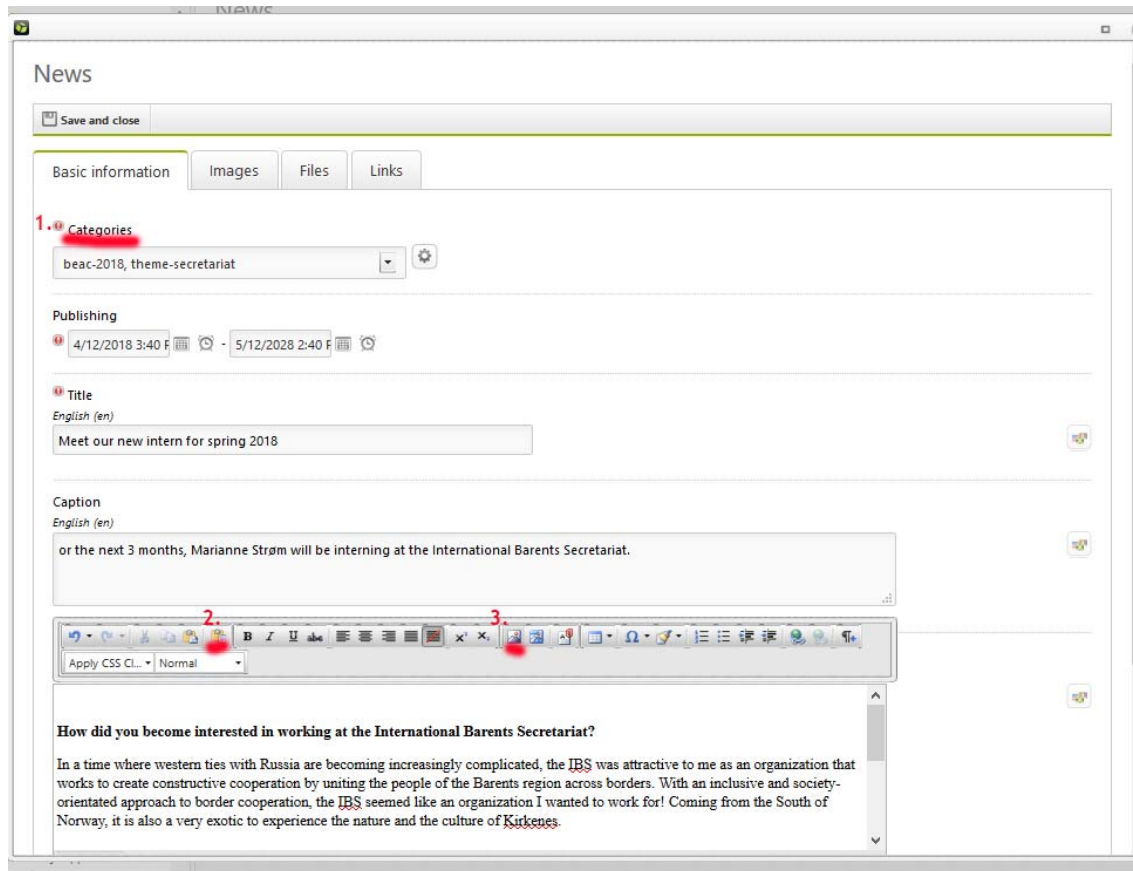 News
News
Save and close
Basic information Images Files Links
1. Categories
beac-2018, theme-secretariat
Publishing
4/12/2018 3:40 P - 5/12/2028 2:40 P
Title
English (en)
Meet our new intern for spring 2018
Caption
English (en)
or the next 3 months, Marianne Strøm will be interning at the International Barents Secretariat.
2. 3.
B I U abc x² x₂ Ω ¶
Apply CSS Cl... Normal
How did you become interested in working at the International Barents Secretariat?
In a time where western ties with Russia are becoming increasingly complicated, the IBS was attractive to me as an organization that
works to create constructive cooperation by uniting the people of the Barents region across borders. With an inclusive and society-
orientated approach to border cooperation, the IBS seemed like an organization I wanted to work for! Coming from the South of
Norway, it is also a very exotic to experience the nature and the culture of Kirkenes.